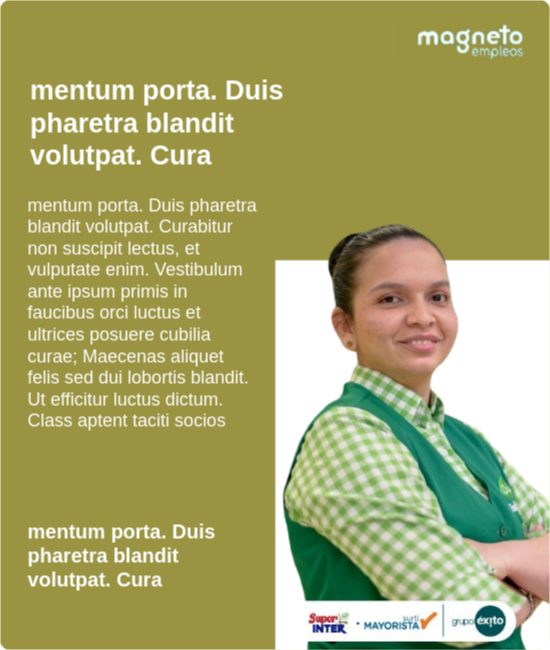 magneto
empleos
mentum porta. Duis
pharetra blandit
volutpat. Cura
mentum porta. Duis pharetra
blandit volutpat. Curabitur
non suscipit lectus, et
vulputate enim. Vestibulum
ante ipsum primis in
faucibus orci luctus et
ultrices posuere cubilia
curae; Maecenas aliquet
felis sed dui lobortis blandit.
Ut efficitur luctus dictum.
Class aptent taciti socios
mentum porta. Duis
pharetra blandit
volutpat. Cura
Super
INTER
surti
MAYORISTA
grupo éxito